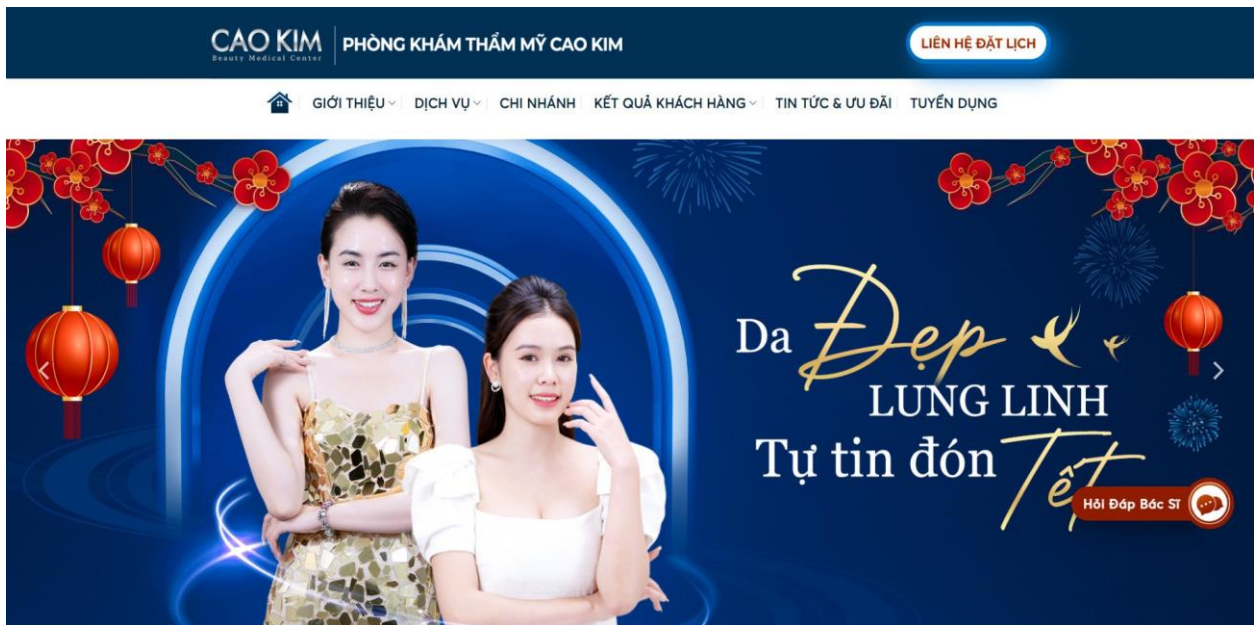 CAO KIM
Beauty Medical Center
PHÒNG KHÁM THẨM MỸ CAO KIM
LIÊN HỆ ĐẶT LỊCH
GIỚI THIỆU
DỊCH VỤ
CHI NHÁNH
KẾT QUẢ KHÁCH HÀNG
TIN TỨC & ƯU ĐÃI
TUYỂN DỤNG
Da Đẹp
LUNG LINH
Tự tin đón Tết
Hỏi Đáp Bác Sĩ